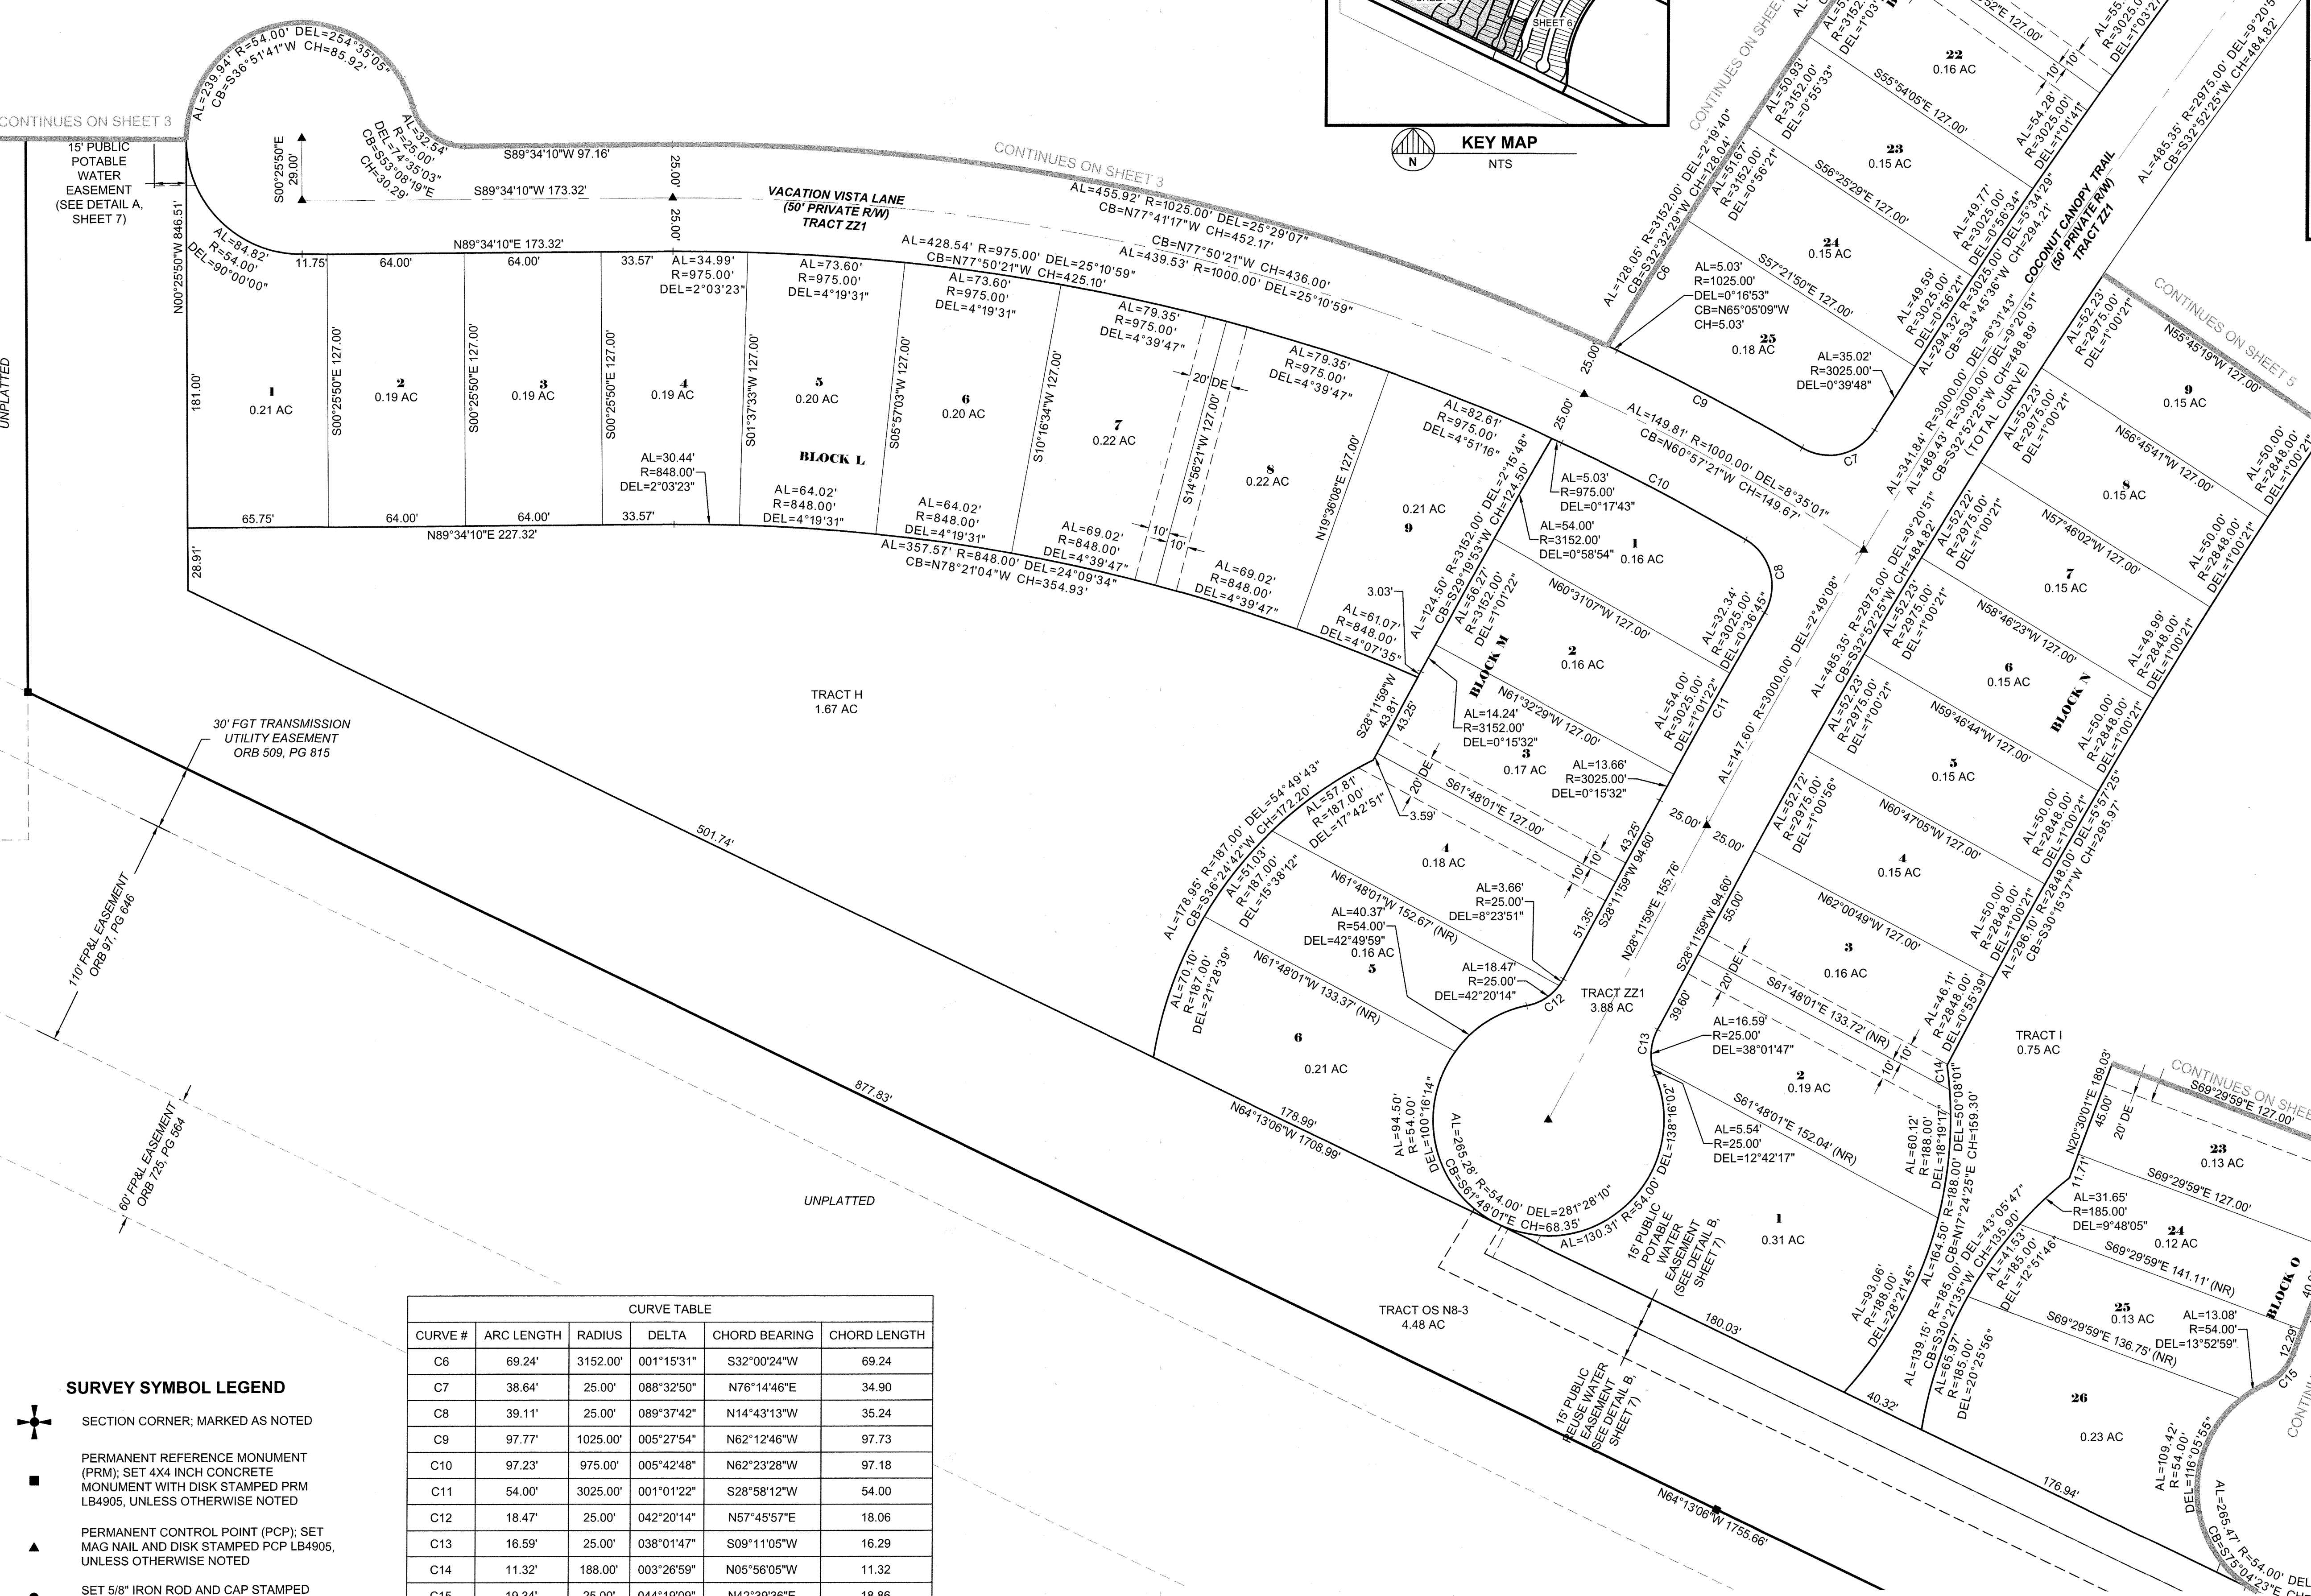 CONTINUES ON SHEET 3
AL=239.94' R=54.00' DEL=254°35'05"
CB=S36°51'41"W CH=85.92'
15' PUBLIC
POTABLE
WATER
EASEMENT
(SEE DETAIL A,
SHEET 7)
S00°25'50"E
29.00'
AL=32.54'
R=25.00'
DEL=74°35'03"
CB=S53°08'19"E
CH=30.29'
S89°34'10"W 97.16'
S89°34'10"W 173.32'
25.00'
25.00'
VACATION VISTA LANE
(50' PRIVATE R/W)
TRACT ZZ1
CONTINUES ON SHEET 3
AL=455.92' R=1025.00' DEL=25°29'07"
CB=N77°41'17"W CH=452.17'
CB=N77°50'21"W CH=436.00'
AL=439.53' R=1000.00' DEL=25°10'59"
AL=428.54' R=975.00' DEL=25°10'59"
CB=N77°50'21"W CH=425.10'
N00°25'50"W 846.51'
AL=84.82'
R=54.00'
DEL=90°00'00"
N89°34'10"E 173.32'
11.75'
64.00'
64.00'
33.57'
AL=34.99'
R=975.00'
DEL=2°03'23"
AL=73.60'
R=975.00'
DEL=4°19'31"
AL=73.60'
R=975.00'
DEL=4°19'31"
AL=79.35'
R=975.00'
DEL=4°39'47"
AL=79.35'
R=975.00'
DEL=4°39'47"
AL=82.61'
R=975.00'
DEL=4°51'16"
UNPLATTED
181.00'
1
0.21 AC
S00°25'50"E 127.00'
2
0.19 AC
S00°25'50"E 127.00'
3
0.19 AC
S00°25'50"E 127.00'
4
0.19 AC
S01°37'33"W 127.00'
5
0.20 AC
S05°57'03"W 127.00'
6
0.20 AC
S10°16'34"W 127.00'
7
0.22 AC
20' DE
S14°56'21"W 127.00'
10'
10'
8
0.22 AC
N19°36'08"E 127.00'
0.21 AC
9
BLOCK L
AL=30.44'
R=848.00'
DEL=2°03'23"
AL=64.02'
R=848.00'
DEL=4°19'31"
AL=64.02'
R=848.00'
DEL=4°19'31"
AL=69.02'
R=848.00'
DEL=4°39'47"
AL=69.02'
R=848.00'
DEL=4°39'47"
AL=61.07'
R=848.00'
DEL=4°07'35"
65.75'
64.00'
64.00'
33.57'
N89°34'10"E 227.32'
AL=357.57' R=848.00' DEL=24°09'34"
CB=N78°21'04"W CH=354.93'
28.91'
SHEET 6
KEY MAP
N
NTS
CONTINUES ON SHEET
AL=128.05' R=3152.00' DEL=2°19'40"
CB=S32°32'29"W CH=128.04'
C6
AL=50.93'
R=3152.00'
DEL=0°55'33"
AL=51.67'
R=3152.00'
DEL=0°56'21"
22
0.16 AC
S55°54'05"E 127.00'
23
0.15 AC
S56°25'29"E 127.00'
24
0.15 AC
S57°21'50"E 127.00'
25
0.18 AC
10'
10'
AL=54.28'
R=3025.00'
DEL=1°01'41"
AL=49.77'
R=3025.00'
DEL=0°56'34"
AL=49.59'
R=3025.00'
DEL=0°56'21"
AL=35.02'
R=3025.00'
DEL=0°39'48"
AL=294.32' R=3025.00' DEL=5°34'29"
CB=S34°45'36"W CH=294.21'
COCONUT CANOPY TRAIL
(50' PRIVATE R/W)
TRACT ZZ1
AL=485.35' R=2975.00' DEL=9°20'51"
CB=S32°52'25"W CH=484.82'
AL=5.03'
R=1025.00'
DEL=0°16'53"
CB=N65°05'09"W
CH=5.03'
25.00'
25.00'
C9
C7
C10
C8
AL=149.81' R=1000.00' DEL=8°35'01"
CB=N60°57'21"W CH=149.67'
AL=341.84' R=3000.00' DEL=6°31'43"
AL=489.43' R=3000.00' DEL=9°20'51"
CB=S32°52'25"W CH=488.89'
(TOTAL CURVE)
AL=485.35' R=2975.00' DEL=9°20'51"
CB=S32°52'25"W CH=484.82'
AL=124.50' R=3152.00' DEL=2°15'48"
CB=S29°19'53"W CH=124.50'
AL=5.03'
R=975.00'
DEL=0°17'43"
AL=54.00'
R=3152.00'
DEL=0°58'54"
1
0.16 AC
N60°31'07"W 127.00'
AL=56.27'
R=3152.00'
DEL=1°01'22"
AL=32.34'
R=3025.00'
DEL=0°36'45"
3.03'
BLOCK M
2
0.16 AC
N61°32'29"W 127.00'
AL=54.00'
R=3025.00'
DEL=1°01'22"
C11
AL=147.60' R=3000.00' DEL=2°49'08"
AL=14.24'
R=3152.00'
DEL=0°15'32"
3
0.17 AC
AL=13.66'
R=3025.00'
DEL=0°15'32"
S28°11'59"W
43.81'
43.25'
20' DE
S61°48'01"E 127.00'
3.59'
25.00'
25.00'
43.25'
S28°11'59"W 94.60'
10'
10'
51.35'
4
0.18 AC
N61°48'01"W 152.67' (NR)
AL=178.95' R=187.00' DEL=54°49'43"
CB=S36°24'42"W CH=172.20'
AL=57.81'
R=187.00'
DEL=17°42'51"
AL=51.03'
R=187.00'
DEL=15°38'12"
AL=70.10'
R=187.00'
DEL=21°28'39"
AL=3.66'
R=25.00'
DEL=8°23'51"
AL=40.37'
R=54.00'
DEL=42°49'59"
0.16 AC
5
N61°48'01"W 133.37' (NR)
AL=18.47'
R=25.00'
DEL=42°20'14"
C12
N28°11'59"E 155.76'
TRACT ZZ1
3.88 AC
6
0.21 AC
AL=94.50'
R=54.00'
DEL=100°16'14"
AL=265.28' R=54.00' DEL=281°28'10"
CB=S61°48'01"E CH=68.35'
AL=130.31' R=54.00' DEL=138°16'02"
178.99'
N64°13'06"W 1708.99'
CONTINUES ON SHEET 5
AL=52.23'
R=2975.00'
DEL=1°00'21"
N55°45'19"W 127.00'
9
0.15 AC
AL=52.23'
R=2975.00'
DEL=1°00'21"
N56°45'41"W 127.00'
AL=50.00'
R=2848.00'
DEL=1°00'21"
8
0.15 AC
AL=52.22'
R=2975.00'
DEL=1°00'21"
N57°46'02"W 127.00'
AL=50.00'
R=2848.00'
DEL=1°00'21"
7
0.15 AC
AL=52.23'
R=2975.00'
DEL=1°00'21"
N58°46'23"W 127.00'
AL=49.99'
R=2848.00'
DEL=1°00'21"
6
0.15 AC
BLOCK N
AL=52.23'
R=2975.00'
DEL=1°00'21"
N59°46'44"W 127.00'
AL=50.00'
R=2848.00'
DEL=1°00'21"
5
0.15 AC
AL=52.72'
R=2975.00'
DEL=1°00'56"
N60°47'05"W 127.00'
AL=50.00'
R=2848.00'
DEL=1°00'21"
AL=296.10' R=2848.00' DEL=5°57'25"
CB=S30°15'37"W CH=295.97'
4
0.15 AC
N62°00'49"W 127.00'
AL=50.00'
R=2848.00'
DEL=1°00'21"
S28°11'59"W 94.60'
55.00'
3
0.16 AC
20' DE
S61°48'01"E 133.72' (NR)
AL=46.11'
R=2848.00'
DEL=0°55'39"
39.60'
C13
AL=16.59'
R=25.00'
DEL=38°01'47"
2
0.19 AC
10'
10'
C14
S61°48'01"E 152.04' (NR)
AL=5.54'
R=25.00'
DEL=12°42'17"
AL=60.12'
R=188.00'
DEL=18°19'17"
AL=164.50' R=188.00' DEL=50°08'01"
CB=N17°24'25"E CH=159.30'
1
0.31 AC
AL=93.06'
R=188.00'
DEL=28°21'45"
15' PUBLIC
POTABLE
WATER
EASEMENT
(SEE DETAIL B,
SHEET 7)
180.03'
40.32'
TRACT I
0.75 AC
CONTINUES ON SHEET
S69°29'59"E 127.00'
N20°30'01"E 189.03'
45.00'
20' DE
23
0.13 AC
11.71'
S69°29'59"E 127.00'
AL=31.65'
R=185.00'
DEL=9°48'05"
24
0.12 AC
S69°29'59"E 141.11' (NR)
AL=139.15' R=185.00' DEL=43°05'47"
CB=S30°21'35"W CH=135.90'
AL=41.53'
R=185.00'
DEL=12°51'46"
25
0.13 AC
S69°29'59"E 136.75' (NR)
AL=65.97'
R=185.00'
DEL=20°25'56"
BLOCK O
AL=13.08'
R=54.00'
DEL=13°52'59"
12.29'
C15
26
0.23 AC
AL=109.42'
R=54.00'
DEL=116°05'55"
AL=265.47' R=54.00'
CB=S75°04'23"E
176.94'
TRACT H
1.67 AC
30' FGT TRANSMISSION
UTILITY EASEMENT
ORB 509, PG 815
501.74'
110' FP&L EASEMENT
ORB 97, PG 646
877.83'
60' FP&L EASEMENT
ORB 725, PG 564
UNPLATTED
TRACT OS N8-3
4.48 AC
15' PUBLIC
REUSE WATER
EASEMENT
(SEE DETAIL B,
SHEET 7)
N64°13'06"W 1755.66'
CURVE TABLE
CURVE # ARC LENGTH RADIUS DELTA CHORD BEARING CHORD LENGTH
C6 69.24' 3152.00' 001°15'31" S32°00'24"W 69.24
C7 38.64' 25.00' 088°32'50" N76°14'46"E 34.90
C8 39.11' 25.00' 089°37'42" N14°43'13"W 35.24
C9 97.77' 1025.00' 005°27'54" N62°12'46"W 97.73
C10 97.23' 975.00' 005°42'48" N62°23'28"W 97.18
C11 54.00' 3025.00' 001°01'22" S28°58'12"W 54.00
C12 18.47' 25.00' 042°20'14" N57°45'57"E 18.06
C13 16.59' 25.00' 038°01'47" S09°11'05"W 16.29
C14 11.32' 188.00' 003°26'59" N05°56'05"W 11.32
C15 19.34' 25.00' 044°19'09" N42°39'36"E 18.86
SURVEY SYMBOL LEGEND
SECTION CORNER; MARKED AS NOTED
PERMANENT REFERENCE MONUMENT
(PRM); SET 4X4 INCH CONCRETE
MONUMENT WITH DISK STAMPED PRM
LB4905, UNLESS OTHERWISE NOTED
PERMANENT CONTROL POINT (PCP); SET
MAG NAIL AND DISK STAMPED PCP LB4905,
UNLESS OTHERWISE NOTED
SET 5/8" IRON ROD AND CAP STAMPED